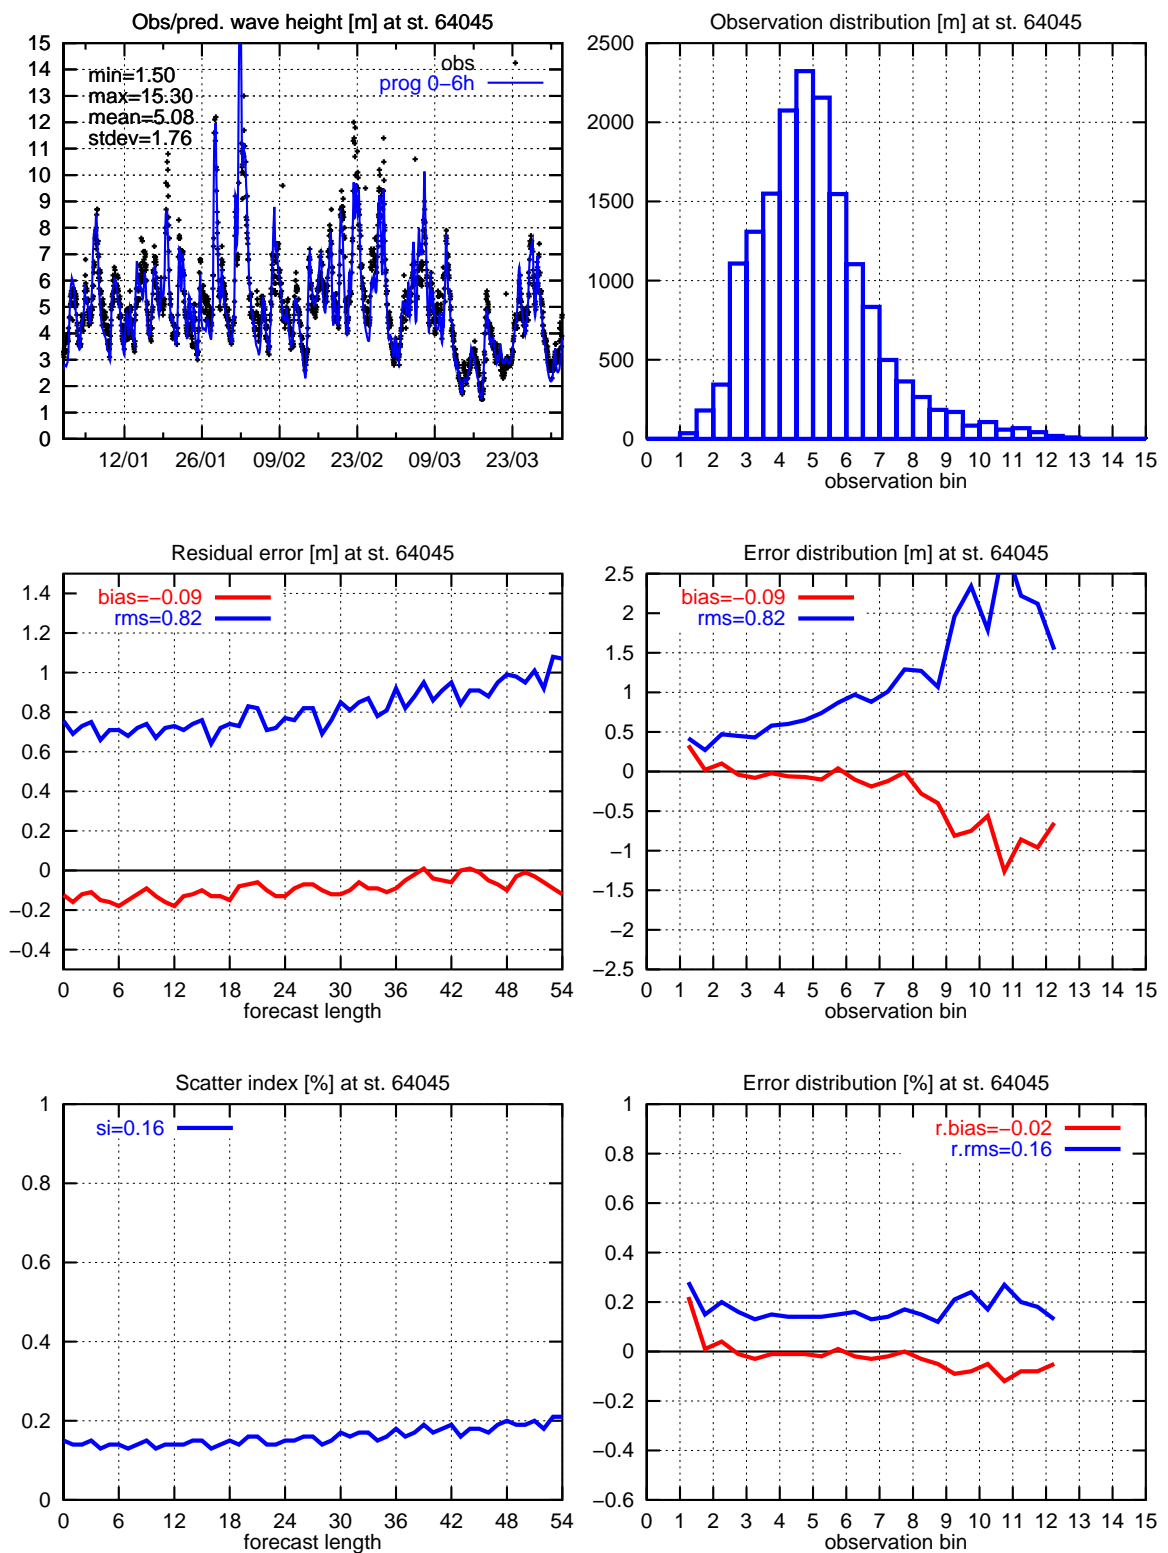 Obs/pred. wave height [m] at st. 64045
15
14
13
12
11
10
9
8
7
6
5
4
3
2
1
0
min=1.50
max=15.30
mean=5.08
stdev=1.76
obs
prog 0−6h
12/01 26/01 09/02 23/02 09/03 23/03
Observation distribution [m] at st. 64045
2500
2000
1500
1000
500
0
0 1 2 3 4 5 6 7 8 9 10 11 12 13 14 15
observation bin
Residual error [m] at st. 64045
1.4
1.2
1
0.8
0.6
0.4
0.2
0
−0.2
−0.4
bias=−0.09
rms=0.82
0 6 12 18 24 30 36 42 48 54
forecast length
Error distribution [m] at st. 64045
2.5
2
1.5
1
0.5
0
−0.5
−1
−1.5
−2
−2.5
bias=−0.09
rms=0.82
0 1 2 3 4 5 6 7 8 9 10 11 12 13 14 15
observation bin
Scatter index [%] at st. 64045
1
0.8
0.6
0.4
0.2
0
si=0.16
0 6 12 18 24 30 36 42 48 54
forecast length
Error distribution [%] at st. 64045
1
0.8
0.6
0.4
0.2
0
−0.2
−0.4
−0.6
r.bias=−0.02
r.rms=0.16
0 1 2 3 4 5 6 7 8 9 10 11 12 13 14 15
observation bin